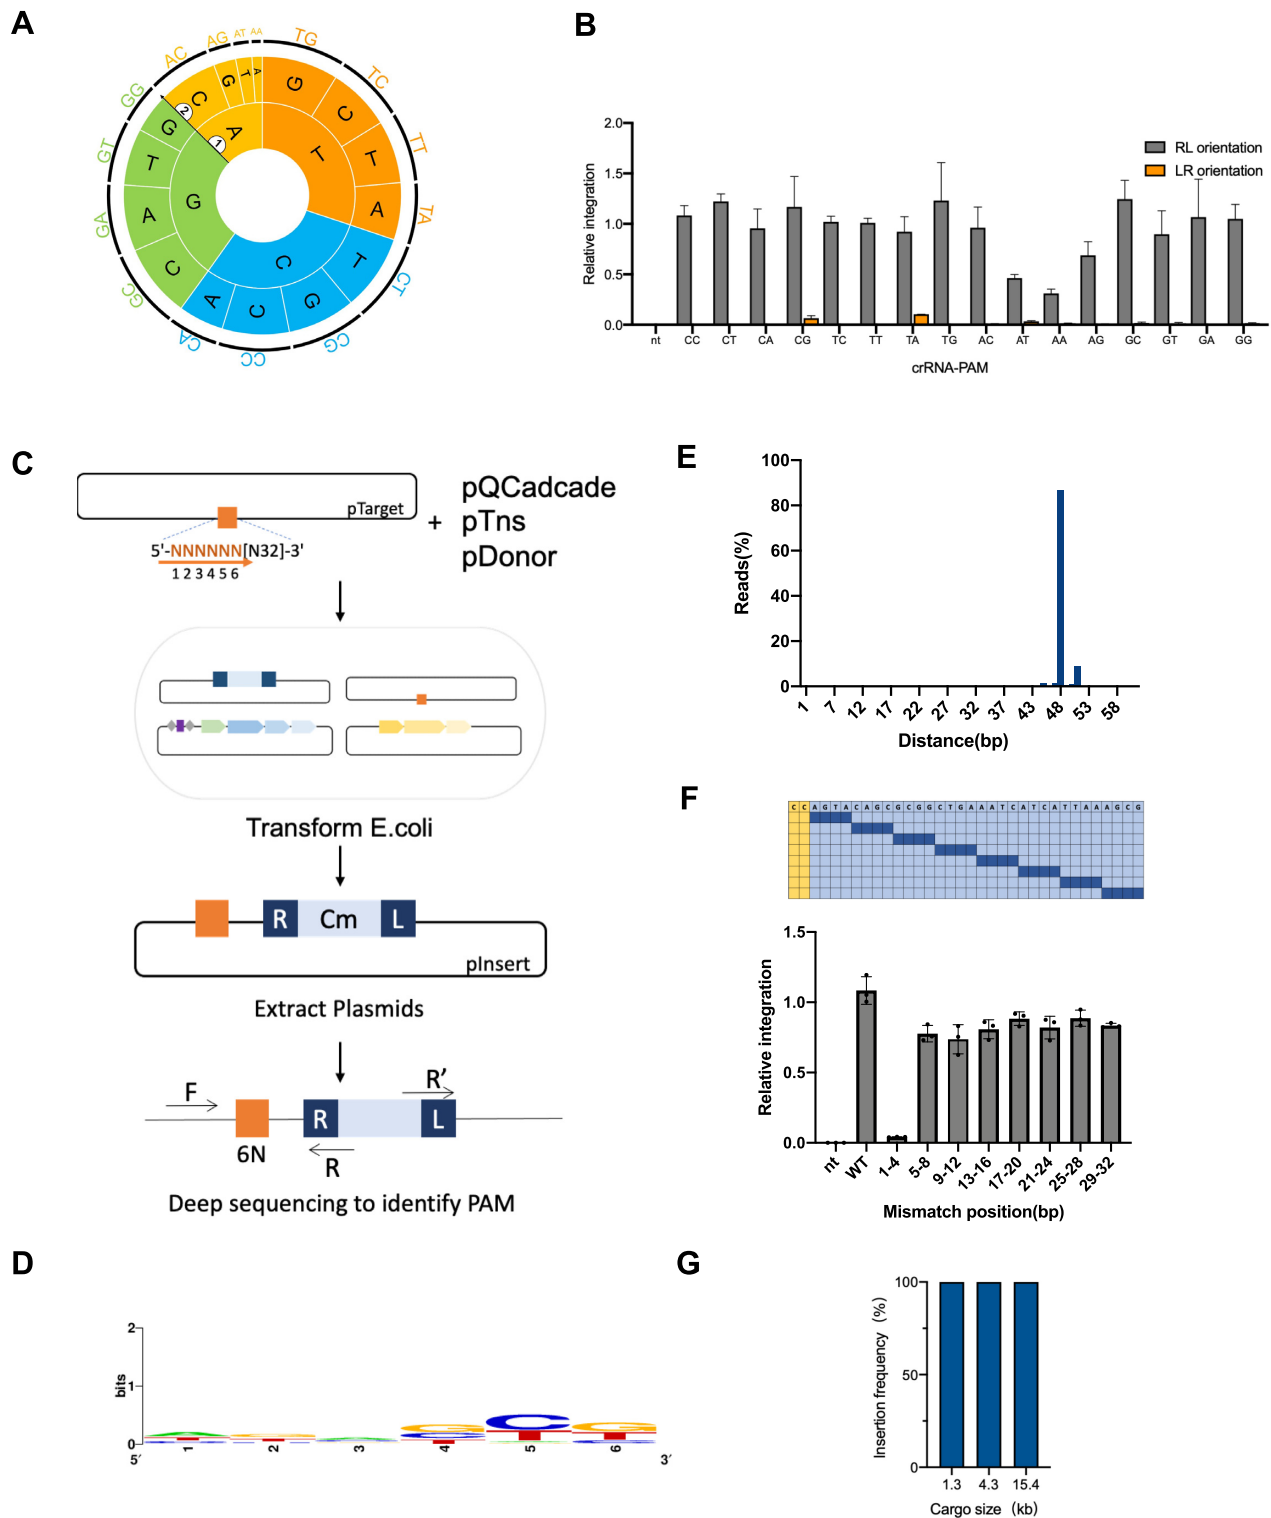 A
AC AG AT AA TG
TC
TT
TA
CT
CG
CC
CA
GC
GA
GT
GG
G C T A
T G C A
C A T G
C G T A
T C G A
1
2
B
2.0
1.5
1.0
0.5
0.0
Relative integration
RL orientation
LR orientation
nt CC CT CA CG TC TT TA TG AC AT AA AG GC GT GA GG
crRNA-PAM
C
pTarget
5'-NNNNNN[N32]-3'
1 2 3 4 5 6
+
pQCadcade
pTns
pDonor
Transform E.coli
R Cm L
pInsert
Extract Plasmids
F R'
R L
6N
R
Deep sequencing to identify PAM
D
2
1
0
bits
5′ 1 2 3 4 5 6 3′
G C G
C T T
T
E
100
80
60
40
20
0
Reads(%)
1 7 12 17 22 27 32 37 43 48 53 58
Distance(bp)
F
C C A G T A C A G C G C G G C T G A A A T C A T C A T T A A A G C G
1.5
1.0
0.5
0.0
Relative integration
nt WT 1-4 5-8 9-12 13-16 17-20 21-24 25-28 29-32
Mismatch position(bp)
G
100
50
0
Insertion frequency (%)
1.3 4.3 15.4
Cargo size (kb)